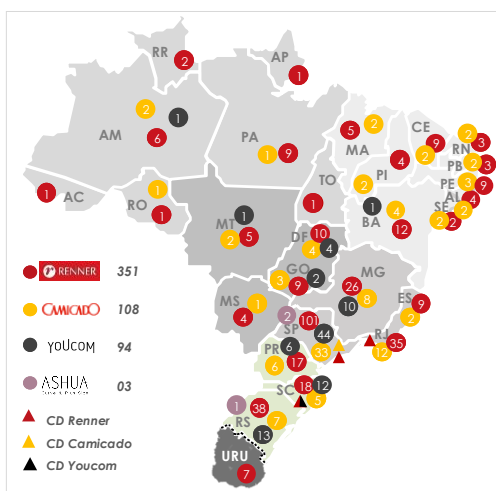 RR
2
AP
1
2
1
AM
6
PA
1
9
5
2
MA
CE
9
2
2
RN
3
PB
2
3
PE
3
9
AL
4
SE
2
2
2
PI
4
2
TO
1
AC
1
RO
1
1
MT
1
2
5
BA
1
4
12
DF
10
4
4
GO
3
9
2
MG
26
8
10
ES
9
2
MS
1
4
SP
2
101
44
33
RJ
35
12
PR
6
6
17
SC
18
12
5
RS
1
38
7
13
URU
7
RENNER 351
CAMICADO 108
YOUCOM 94
ASHUA 03
CD Renner
CD Camicado
CD Youcom